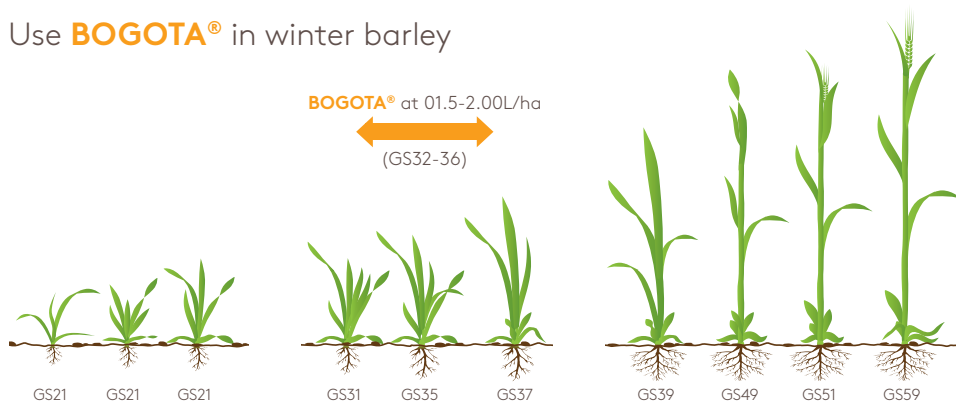 Use BOGOTA® in winter barley
BOGOTA® at 01.5-2.00L/ha
(GS32-36)
GS21 GS21 GS21 GS31 GS35 GS37 GS39 GS49 GS51 GS59